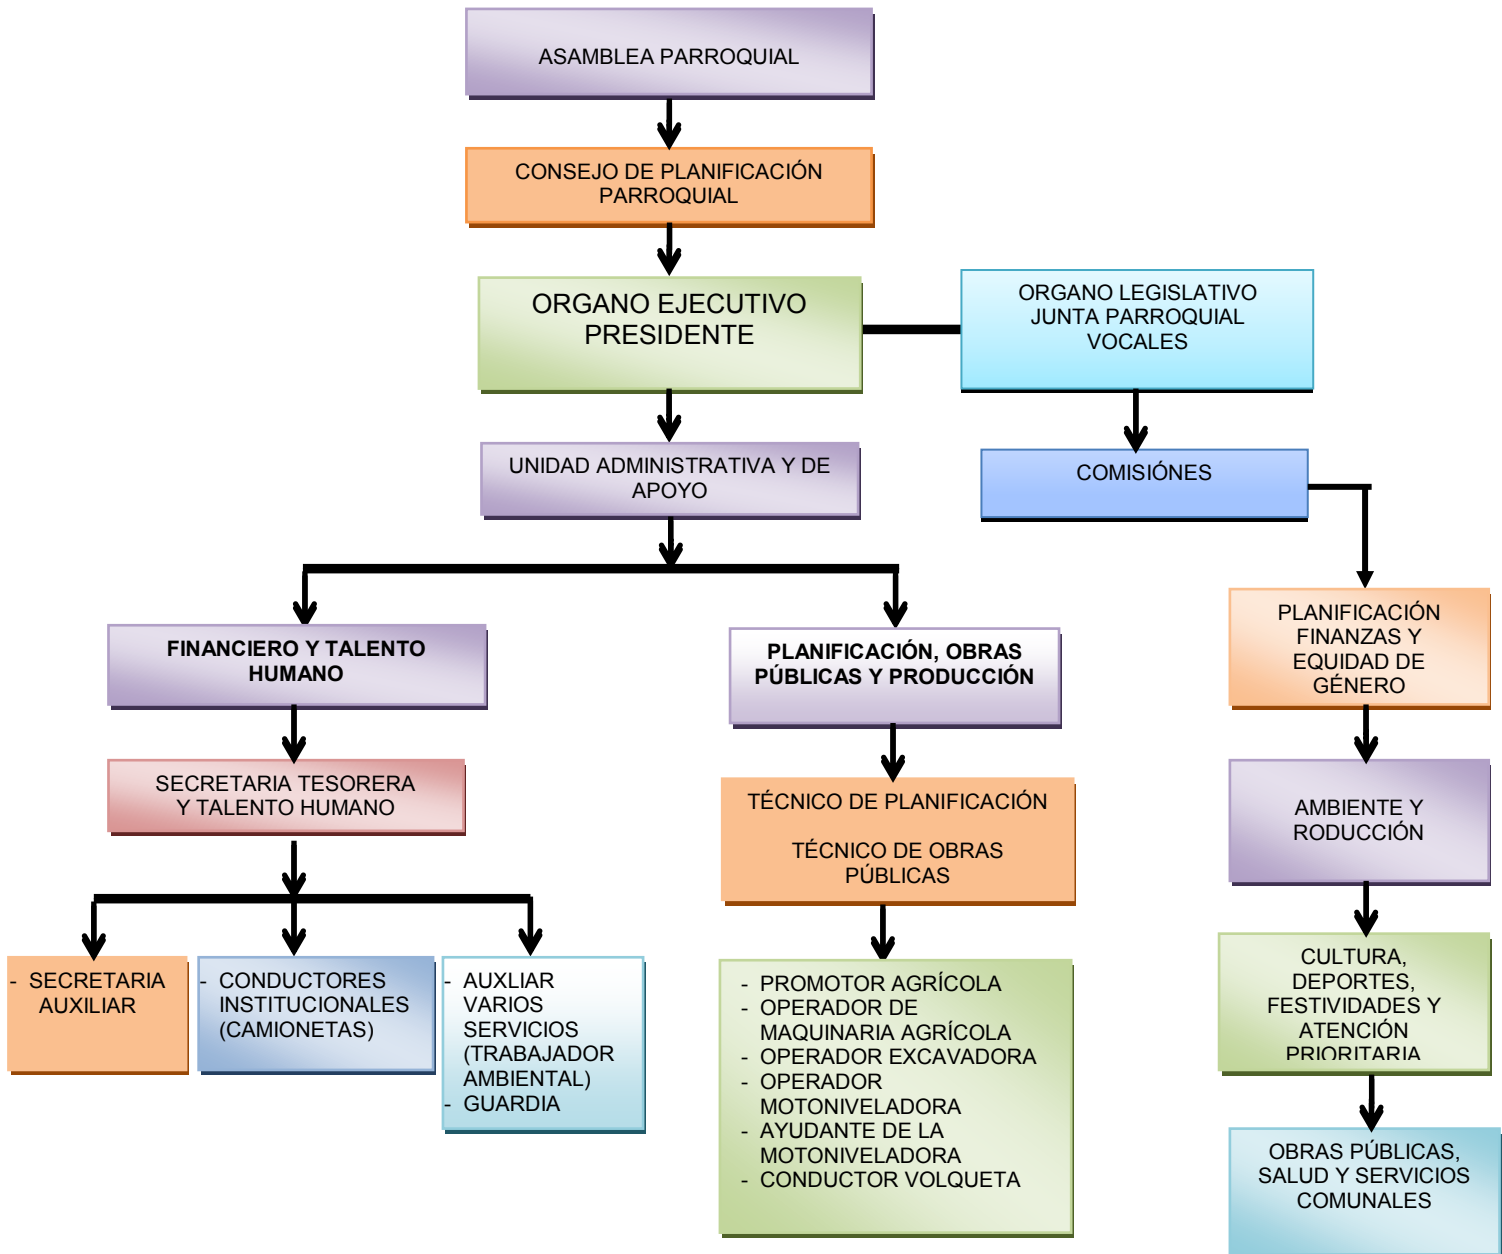 ASAMBLEA PARROQUIAL
CONSEJO DE PLANIFICACIÓN
PARROQUIAL
ORGANO EJECUTIVO
PRESIDENTE
ORGANO LEGISLATIVO
JUNTA PARROQUIAL
VOCALES
UNIDAD ADMINISTRATIVA Y DE
APOYO
COMISIÓNES
FINANCIERO Y TALENTO
HUMANO
PLANIFICACIÓN, OBRAS
PÚBLICAS Y PRODUCCIÓN
PLANIFICACIÓN
FINANZAS Y
EQUIDAD DE
GÉNERO
SECRETARIA TESORERA
Y TALENTO HUMANO
TÉCNICO DE PLANIFICACIÓN
TÉCNICO DE OBRAS
PÚBLICAS
AMBIENTE Y
RODUCCIÓN
- SECRETARIA
AUXILIAR
- CONDUCTORES
INSTITUCIONALES
(CAMIONETAS)
- AUXLIAR
VARIOS
SERVICIOS
(TRABAJADOR
AMBIENTAL)
- GUARDIA
- PROMOTOR AGRÍCOLA
- OPERADOR DE
MAQUINARIA AGRÍCOLA
- OPERADOR EXCAVADORA
- OPERADOR
MOTONIVELADORA
- AYUDANTE DE LA
MOTONIVELADORA
- CONDUCTOR VOLQUETA
CULTURA,
DEPORTES,
FESTIVIDADES Y
ATENCIÓN
PRIORITARIA
OBRAS PÚBLICAS,
SALUD Y SERVICIOS
COMUNALES